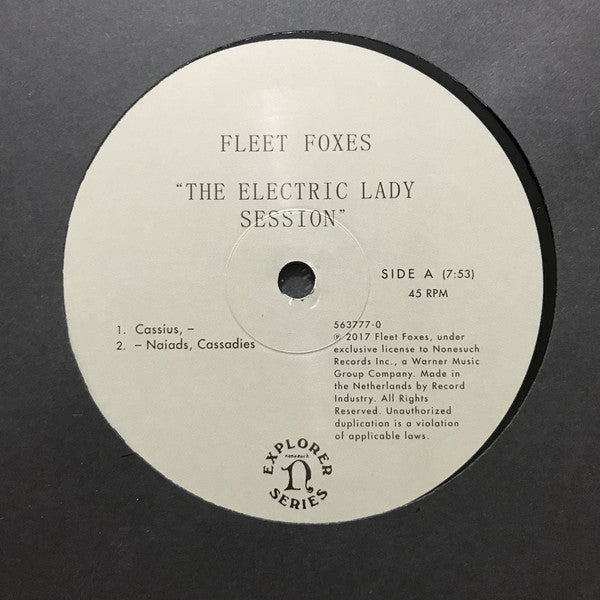 FLEET FOXES
"THE ELECTRIC LADY
SESSION"
SIDE A (7:53)
45 RPM
1. Cassius, –
2. – Naiads, Cassadies
563777-0
℗ 2017 Fleet Foxes, under
exclusive license to Nonesuch
Records Inc., a Warner Music
Group Company. Made in
the Netherlands by Record
Industry. All Rights
Reserved. Unauthorized
duplication is a violation
of applicable laws.
EXPLORER
nonesuch
n
SERIES